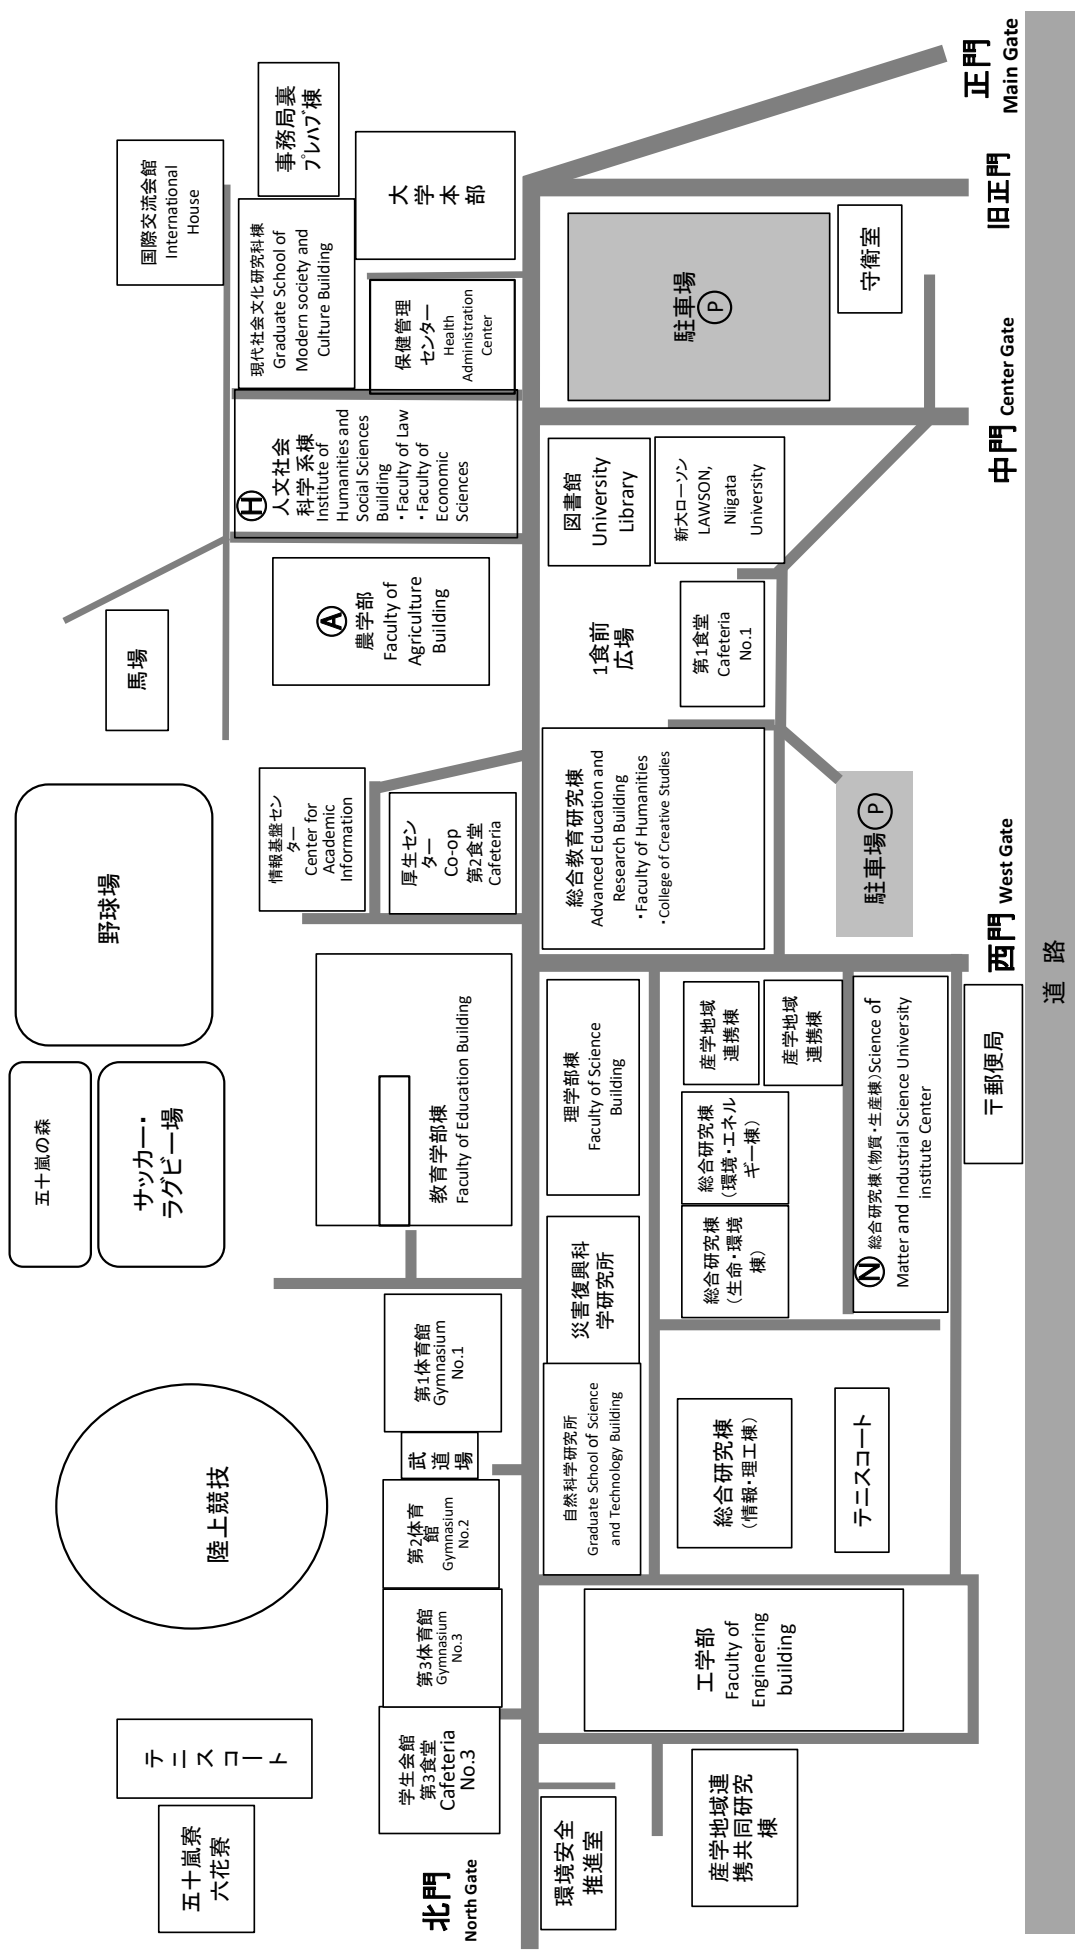 五十嵐寮
六花寮
テニスコート
陸上競技
五十嵐の森
サッカー・
ラグビー場
野球場
馬場
国際交流会館
International
House
北門
North Gate
学生会館
第3食堂
Cafeteria
No.3
第3体育館
Gymnasium
No.3
第2体育
館
Gymnasium
No.2
武道場
第1体育館
Gymnasium
No.1
教育学部棟
Faculty of Education Building
情報基盤セン
ター
Center for
Academic
Information
厚生セン
ター
Co-op
第2食堂
Cafeteria
Ⓐ
農学部
Faculty of
Agriculture
Building
Ⓗ
人文社会
科学系棟
Institute of
Humanities and
Social Sciences
Building
・Faculty of Law
・Faculty of
Economic
Sciences
現代社会文化研究科棟
Graduate School of
Modern society and
Culture Building
保健管理
センター
Health
Administration
Center
事務局裏
プレハブ棟
大学本部
環境安全
推進室
産学地域連
携共同研究
棟
工学部
Faculty of
Engineering
building
自然科学研究所
Graduate School of Science
and Technology Building
災害復興科
学研究所
理学部棟
Faculty of Science
Building
総合研究棟
(情報・理工棟)
テニスコート
総合研究棟
(生命・環境
棟)
総合研究棟
(環境・エネル
ギー棟)
産学地域
連携棟
産学地域
連携棟
Ⓝ 総合研究棟(物質・生産棟)Science of
Matter and Industrial Science University
institute Center
〒郵便局
総合教育研究棟
Advanced Education and
Research Building
・Faculty of Humanities
・College of Creative Studies
駐車場Ⓟ
1食前
広場
第1食堂
Cafeteria
No.1
図書館
University
Library
新大ローソン
LAWSON,
Niigata
University
駐車場
Ⓟ
守衛室
西門 West Gate
中門 Center Gate
旧正門
正門
Main Gate
道路